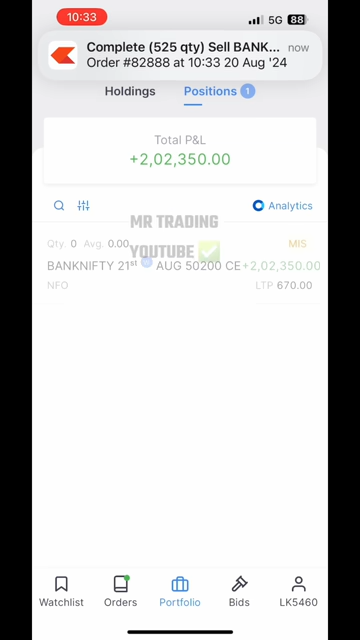 10:33
5G 88
Complete (525 qty) Sell BANK... now
Order #82888 at 10:33 20 Aug '24
Holdings Positions 1
Total P&L
+2,02,350.00
Analytics
MR TRADING
YOUTUBE ✅
Qty. 0 Avg. 0.00 MIS
BANKNIFTY 21st AUG 50200 CE +2,02,350.00
NFO LTP 670.00
Watchlist Orders Portfolio Bids LK5460